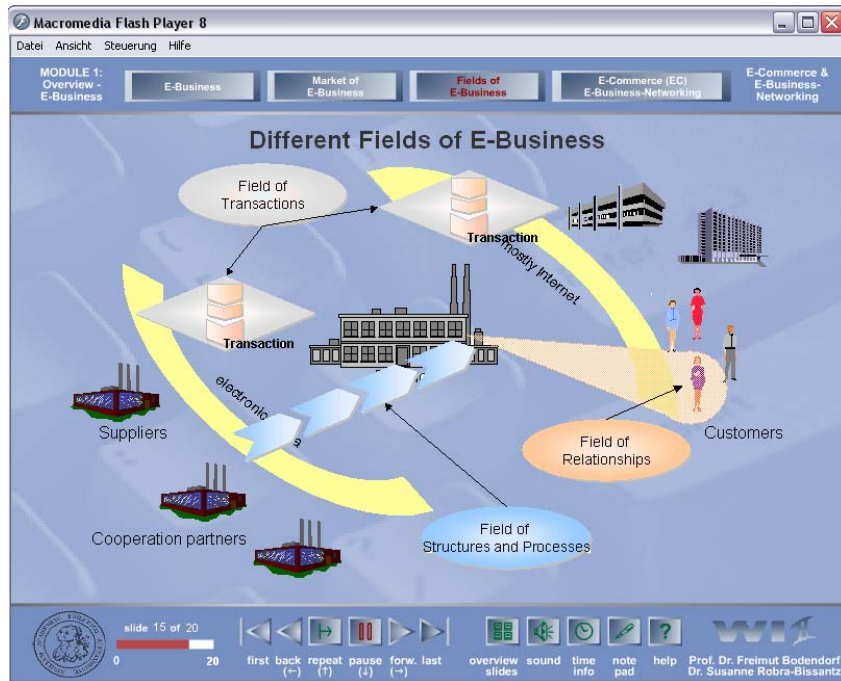 Macromedia Flash Player 8
Datei Ansicht Steuerung Hilfe
MODULE 1:
Overview -
E-Business
E-Business
Market of
E-Business
Fields of
E-Business
E-Commerce (EC)
E-Business-Networking
E-Commerce &
E-Business-
Networking
Different Fields of E-Business
Field of
Transactions
Transaction
mostly Internet
Transaction
electronic
Suppliers
Cooperation partners
Customers
Field of
Relationships
Field of
Structures and Processes
slide 15 of 20
0 20
first back repeat pause forw. last
(←) (↑) (↓) (→)
overview
slides
sound
time
info
note
pad
help
WI
Prof. Dr. Freimut Bodendorf
Dr. Susanne Robra-Bissantz